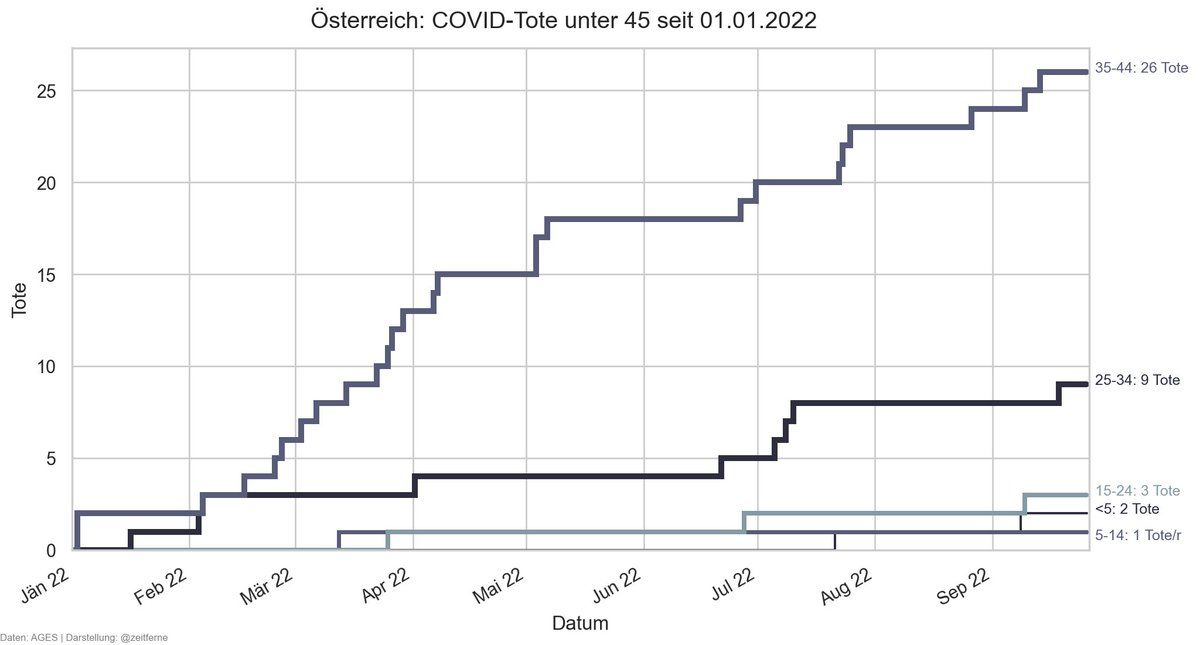 Österreich: COVID-Tote unter 45 seit 01.01.2022
35-44: 26 Tote
25
20
15
Tote
10
25-34: 9 Tote
5
15-24: 3 Tote
<5: 2 Tote
5-14: 1 Tote/r
0
Jän 22
Feb 22
Mär 22
Apr 22
Mai 22
Jun 22
Jul 22
Aug 22
Sep 22
Datum
Daten: AGES | Darstellung: @zeitferne